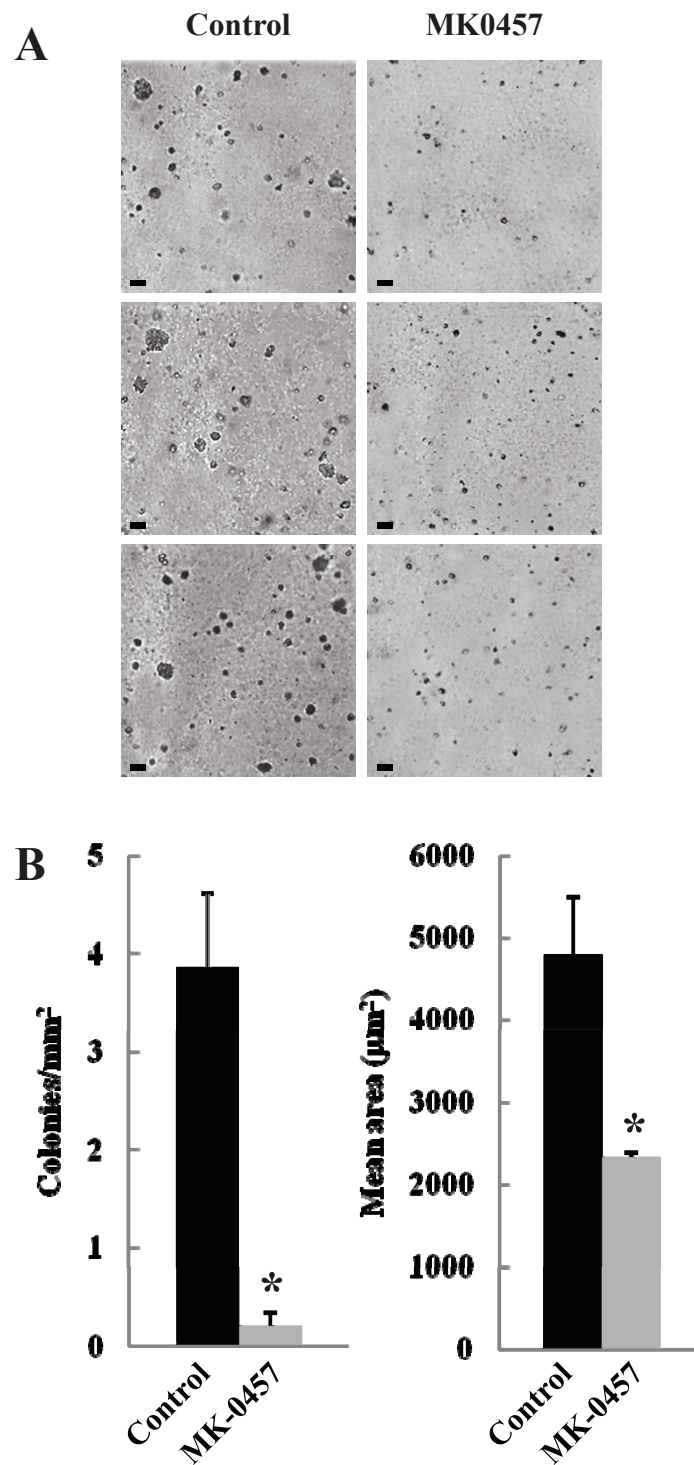 A
Control
MK0457
B
5
4
3
2
1
0
Colonies/mm²
*
Control
MK-0457
6000
5000
4000
3000
2000
1000
0
Mean area (µm²)
*
Control
MK-0457